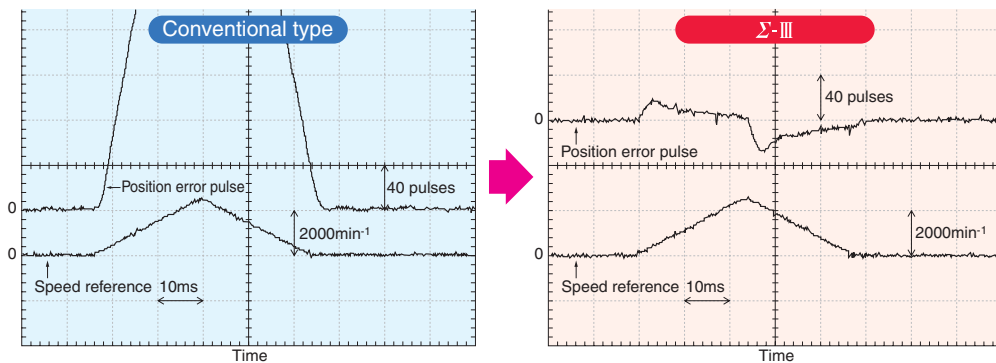 Conventional type
0
Position error pulse
40 pulses
0
2000min-1
Speed reference
10ms
Time
Σ-III
40 pulses
0
Position error pulse
0
2000min-1
Speed reference
10ms
Time